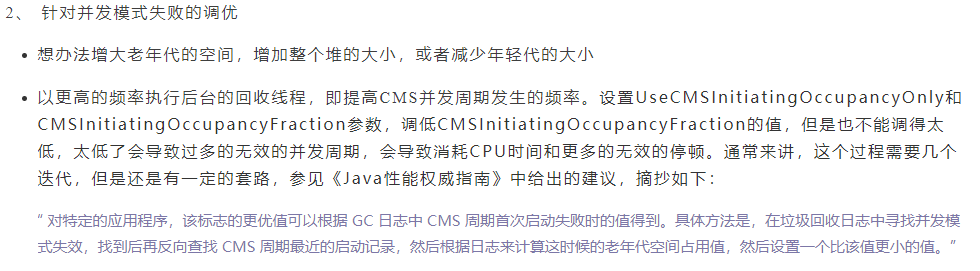 2、 针对并发模式失败的调优
• 想办法增大老年代的空间，增加整个堆的大小，或者减少年轻代的大小
• 以更高的频率执行后台的回收线程，即提高CMS并发周期发生的频率。设置UseCMSInitiatingOccupancyOnly和
CMSInitiatingOccupancyFraction参数，调低CMSInitiatingOccupancyFraction的值，但是也不能调得太
低，太低了会导致过多的无效的并发周期，会导致消耗CPU时间和更多的无效的停顿。通常来讲，这个过程需要几个
迭代，但是还是有一定的套路，参见《Java性能权威指南》中给出的建议，摘抄如下：
“ 对特定的应用程序，该标志的更优值可以根据 GC 日志中 CMS 周期首次启动失败时的值得到。具体方法是，在垃圾回收日志中寻找并发模
式失效，找到后再反向查找 CMS 周期最近的启动记录，然后根据日志来计算这时候的老年代空间占用值，然后设置一个比该值更小的值。”